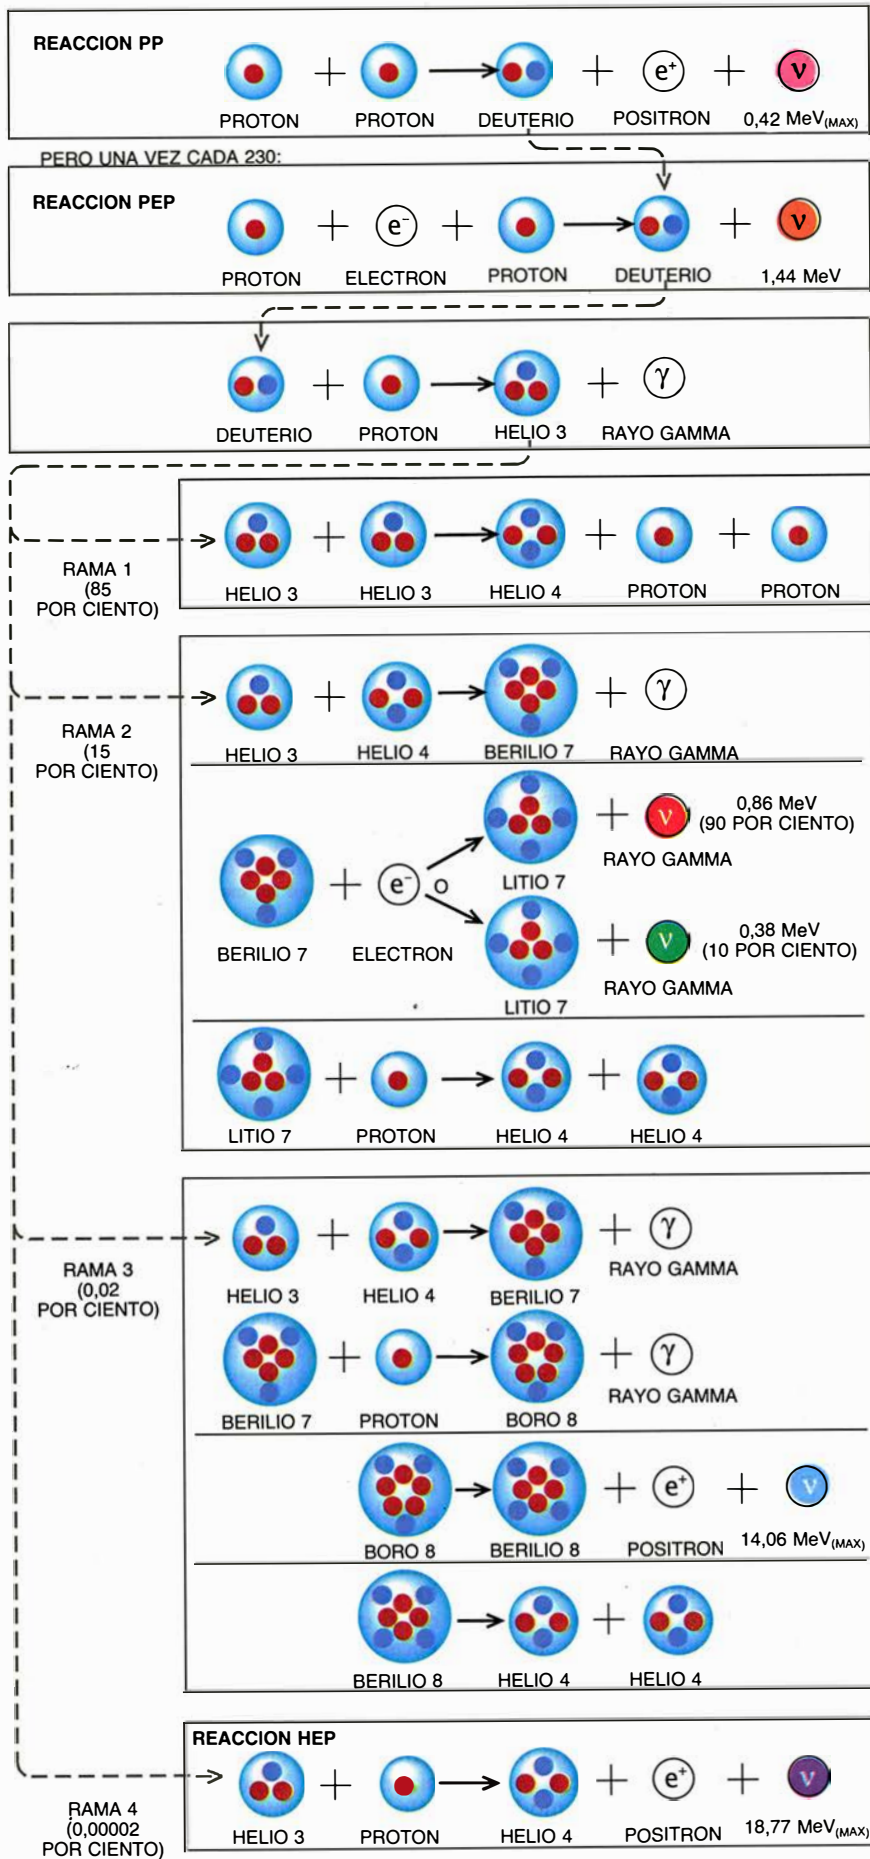 REACCION PP
+ + e⁺ + ν
PROTON PROTON DEUTERIO POSITRON 0,42 MeV(MAX)
PERO UNA VEZ CADA 230:
REACCION PEP
+ e⁻ + + ν
PROTON ELECTRON PROTON DEUTERIO 1,44 MeV
+ + γ
DEUTERIO PROTON HELIO 3 RAYO GAMMA
+ + +
RAMA 1
(85
POR CIENTO)
HELIO 3 HELIO 3 HELIO 4 PROTON PROTON
+ + γ
RAMA 2
(15
POR CIENTO)
HELIO 3 HELIO 4 BERILIO 7 RAYO GAMMA
+ ν 0,86 MeV
(90 POR CIENTO)
RAYO GAMMA
LITIO 7
+ e⁻ O
BERILIO 7 ELECTRON
+ ν 0,38 MeV
(10 POR CIENTO)
RAYO GAMMA
LITIO 7
+ +
LITIO 7 PROTON HELIO 4 HELIO 4
+ + γ
RAMA 3
(0,02
POR CIENTO)
HELIO 3 HELIO 4 BERILIO 7 RAYO GAMMA
+ + γ
BERILIO 7 PROTON BORO 8 RAYO GAMMA
+ e⁺ + ν
BORO 8 BERILIO 8 POSITRON 14,06 MeV(MAX)
+
BERILIO 8 HELIO 4 HELIO 4
REACCION HEP
+ + e⁺ + ν
RAMA 4
(0,00002
POR CIENTO)
HELIO 3 PROTON HELIO 4 POSITRON 18,77 MeV(MAX)